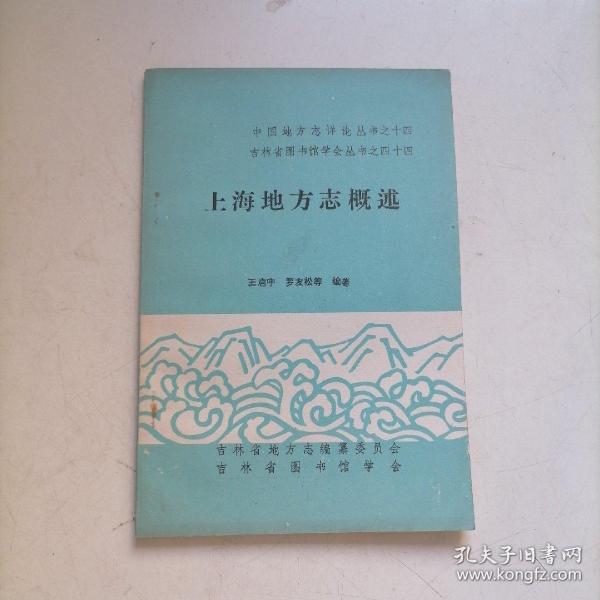 中国地方志详论丛书之十四
吉林省图书馆学会丛书之四十四
上海地方志概述
王启宇 罗友松等 编著
吉林省地方志编纂委员会
吉林省图书馆学会
孔夫子旧书网
www.kongfz.com